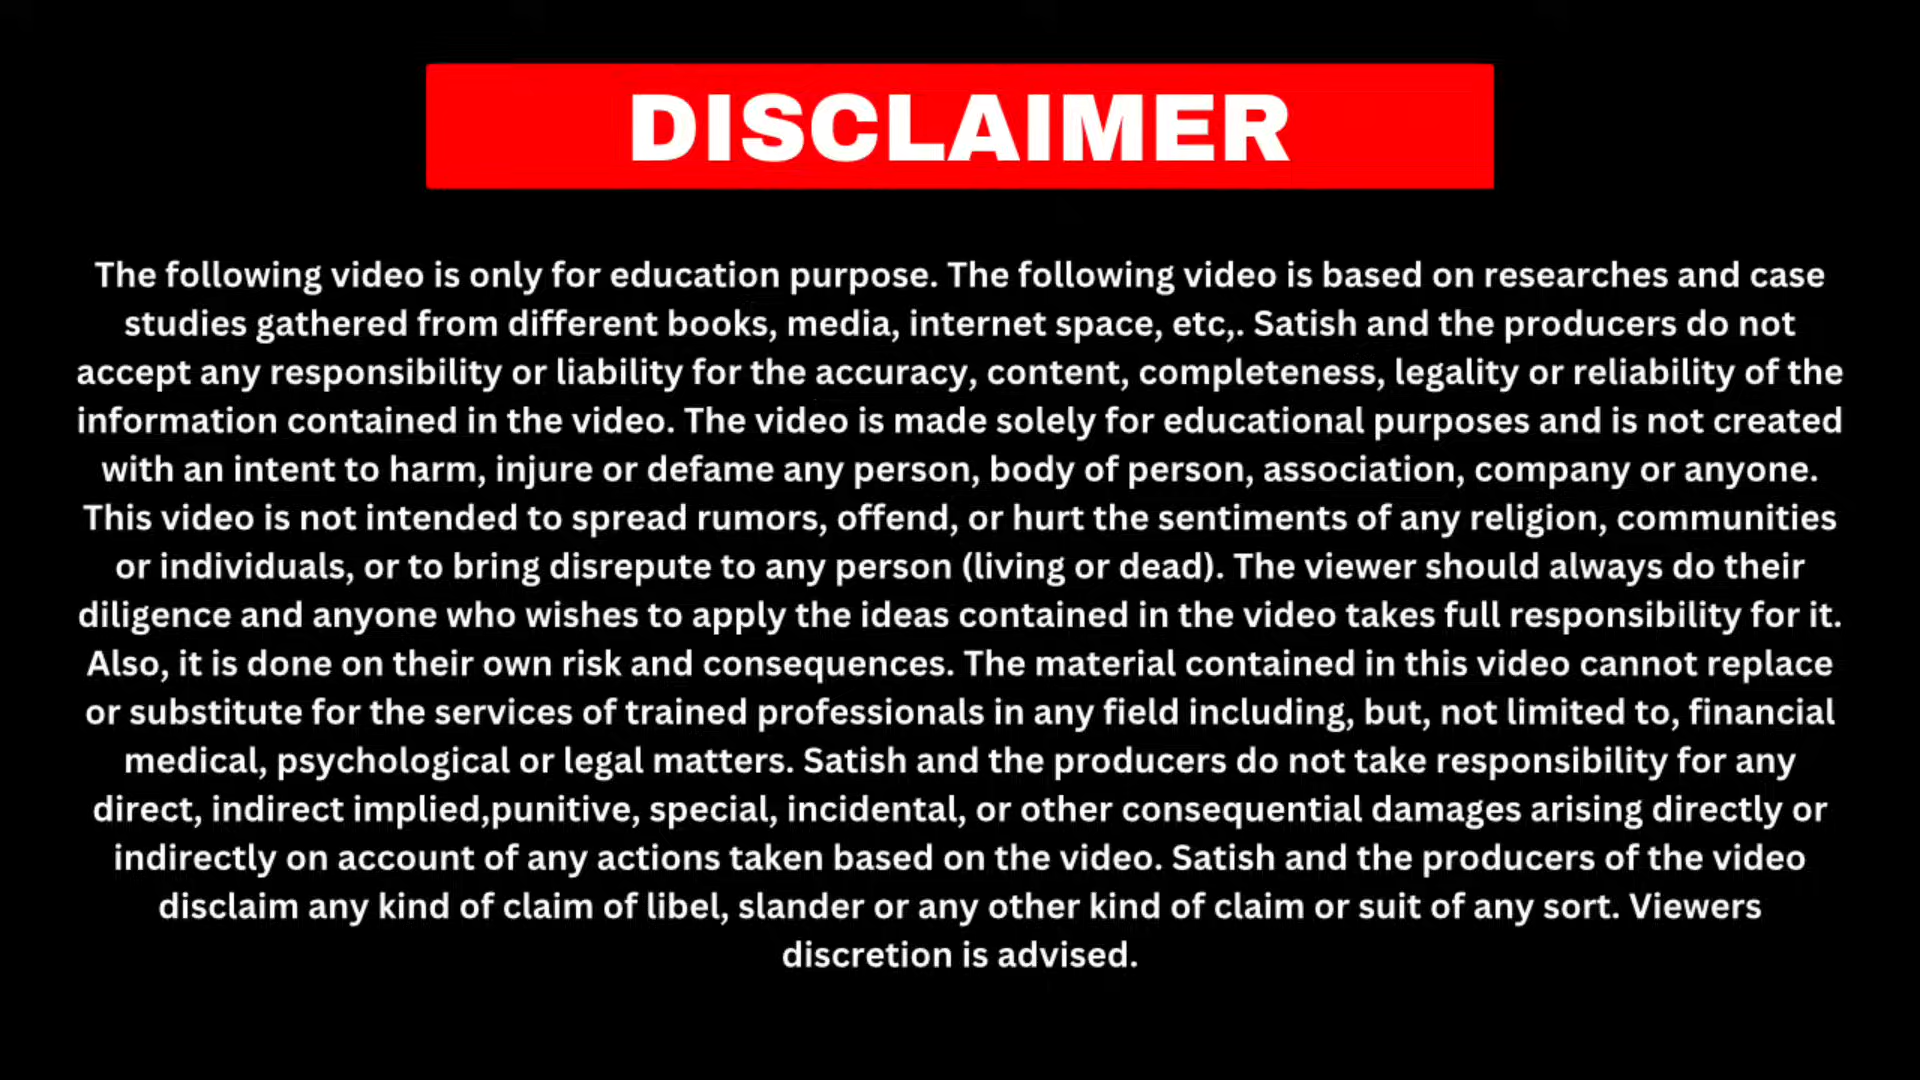 DISCLAIMER
The following video is only for education purpose. The following video is based on researches and case
studies gathered from different books, media, internet space, etc,. Satish and the producers do not
accept any responsibility or liability for the accuracy, content, completeness, legality or reliability of the
information contained in the video. The video is made solely for educational purposes and is not created
with an intent to harm, injure or defame any person, body of person, association, company or anyone.
This video is not intended to spread rumors, offend, or hurt the sentiments of any religion, communities
or individuals, or to bring disrepute to any person (living or dead). The viewer should always do their
diligence and anyone who wishes to apply the ideas contained in the video takes full responsibility for it.
Also, it is done on their own risk and consequences. The material contained in this video cannot replace
or substitute for the services of trained professionals in any field including, but, not limited to, financial
medical, psychological or legal matters. Satish and the producers do not take responsibility for any
direct, indirect implied,punitive, special, incidental, or other consequential damages arising directly or
indirectly on account of any actions taken based on the video. Satish and the producers of the video
disclaim any kind of claim of libel, slander or any other kind of claim or suit of any sort. Viewers
discretion is advised.